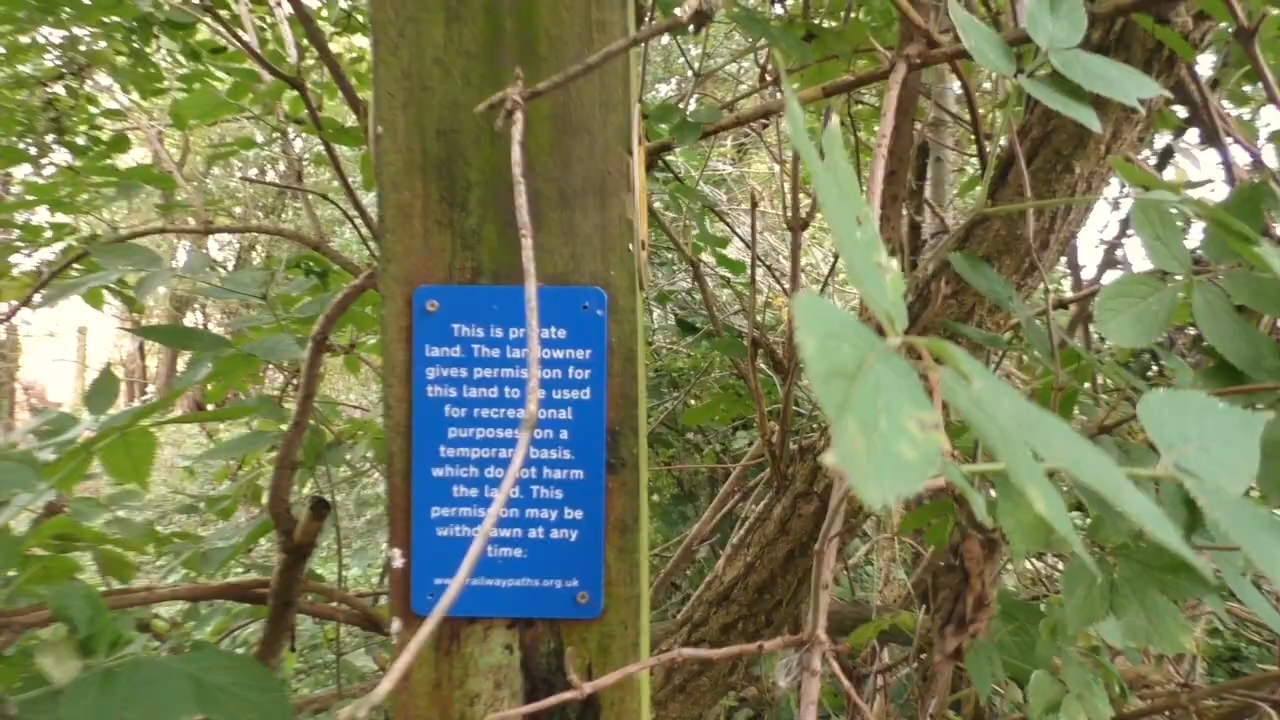 This is private
land. The landowner
gives permission for
this land to be used
for recreational
purposes on a
temporary basis.
which do not harm
the land. This
permission may be
withdrawn at any
time.
www.railwaypaths.org.uk